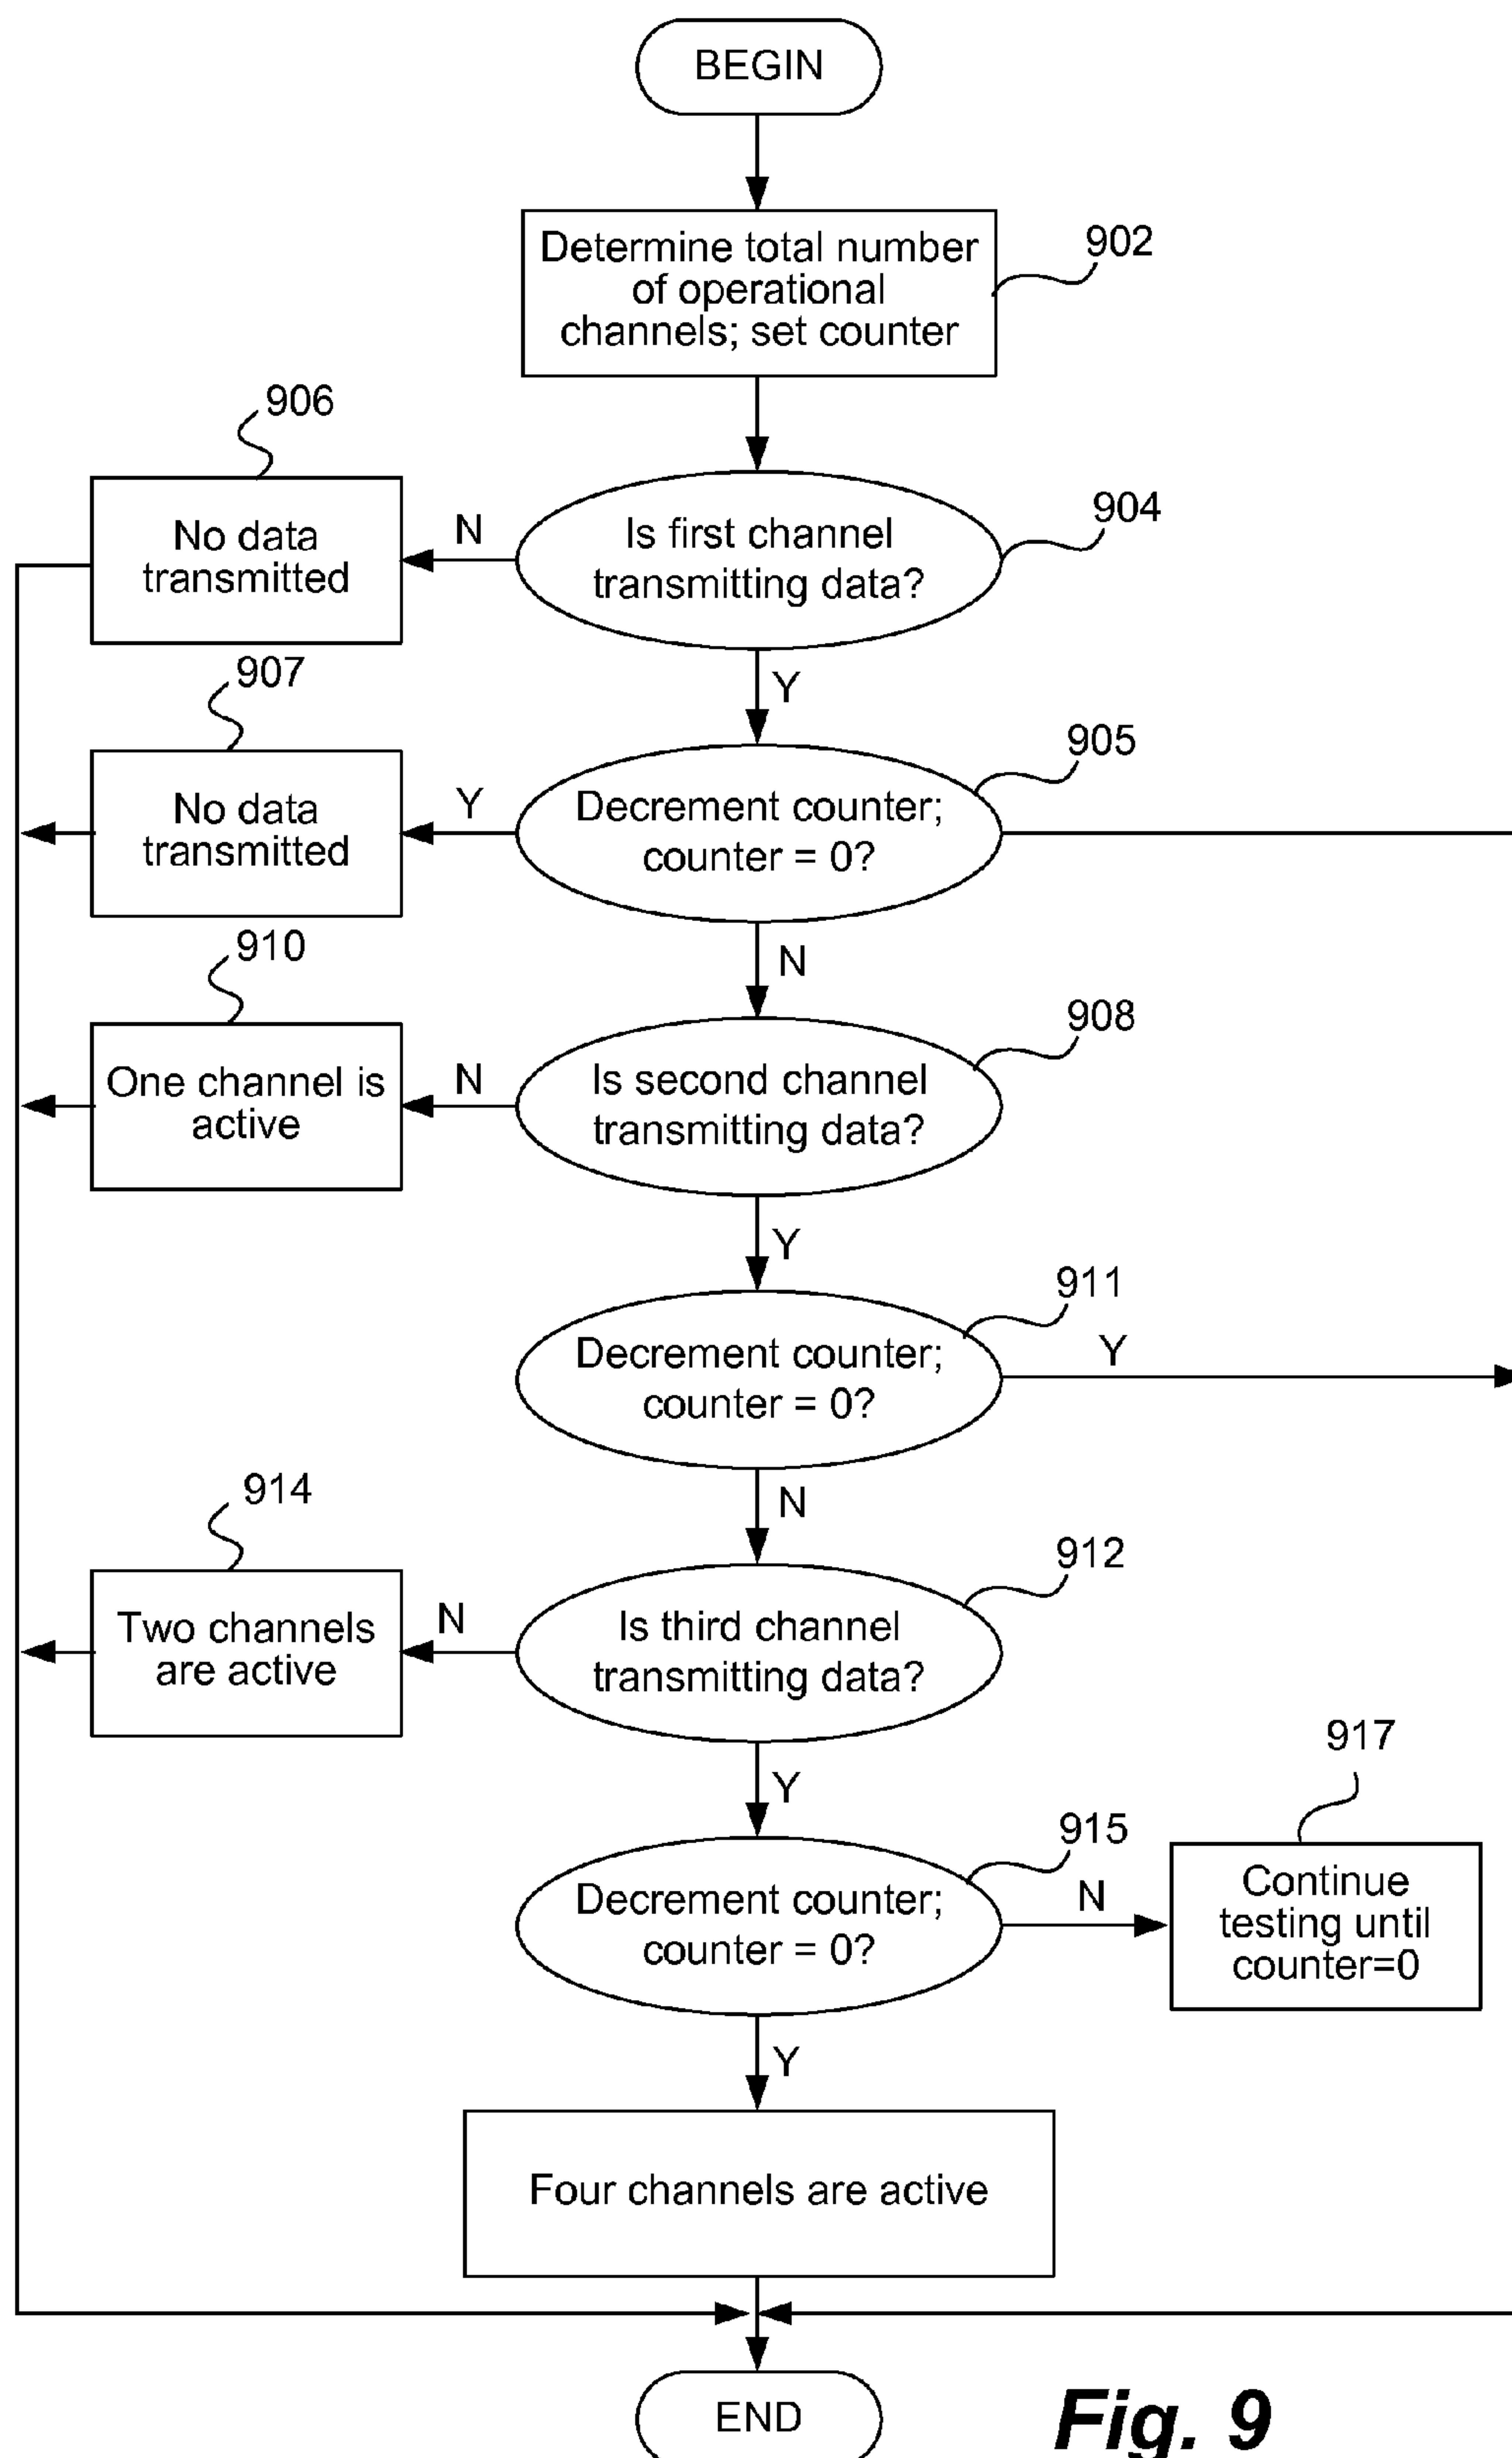 BEGIN
Determine total number
of operational
channels; set counter
902
906
No data
transmitted
N
Is first channel
transmitting data?
904
Y
907
No data
transmitted
Y
Decrement counter;
counter = 0?
905
N
910
One channel is
active
N
Is second channel
transmitting data?
908
Y
Decrement counter;
counter = 0?
911
Y
N
914
Two channels
are active
N
Is third channel
transmitting data?
912
Y
Decrement counter;
counter = 0?
915
N
917
Continue
testing until
counter=0
Y
Four channels are active
END
Fig. 9